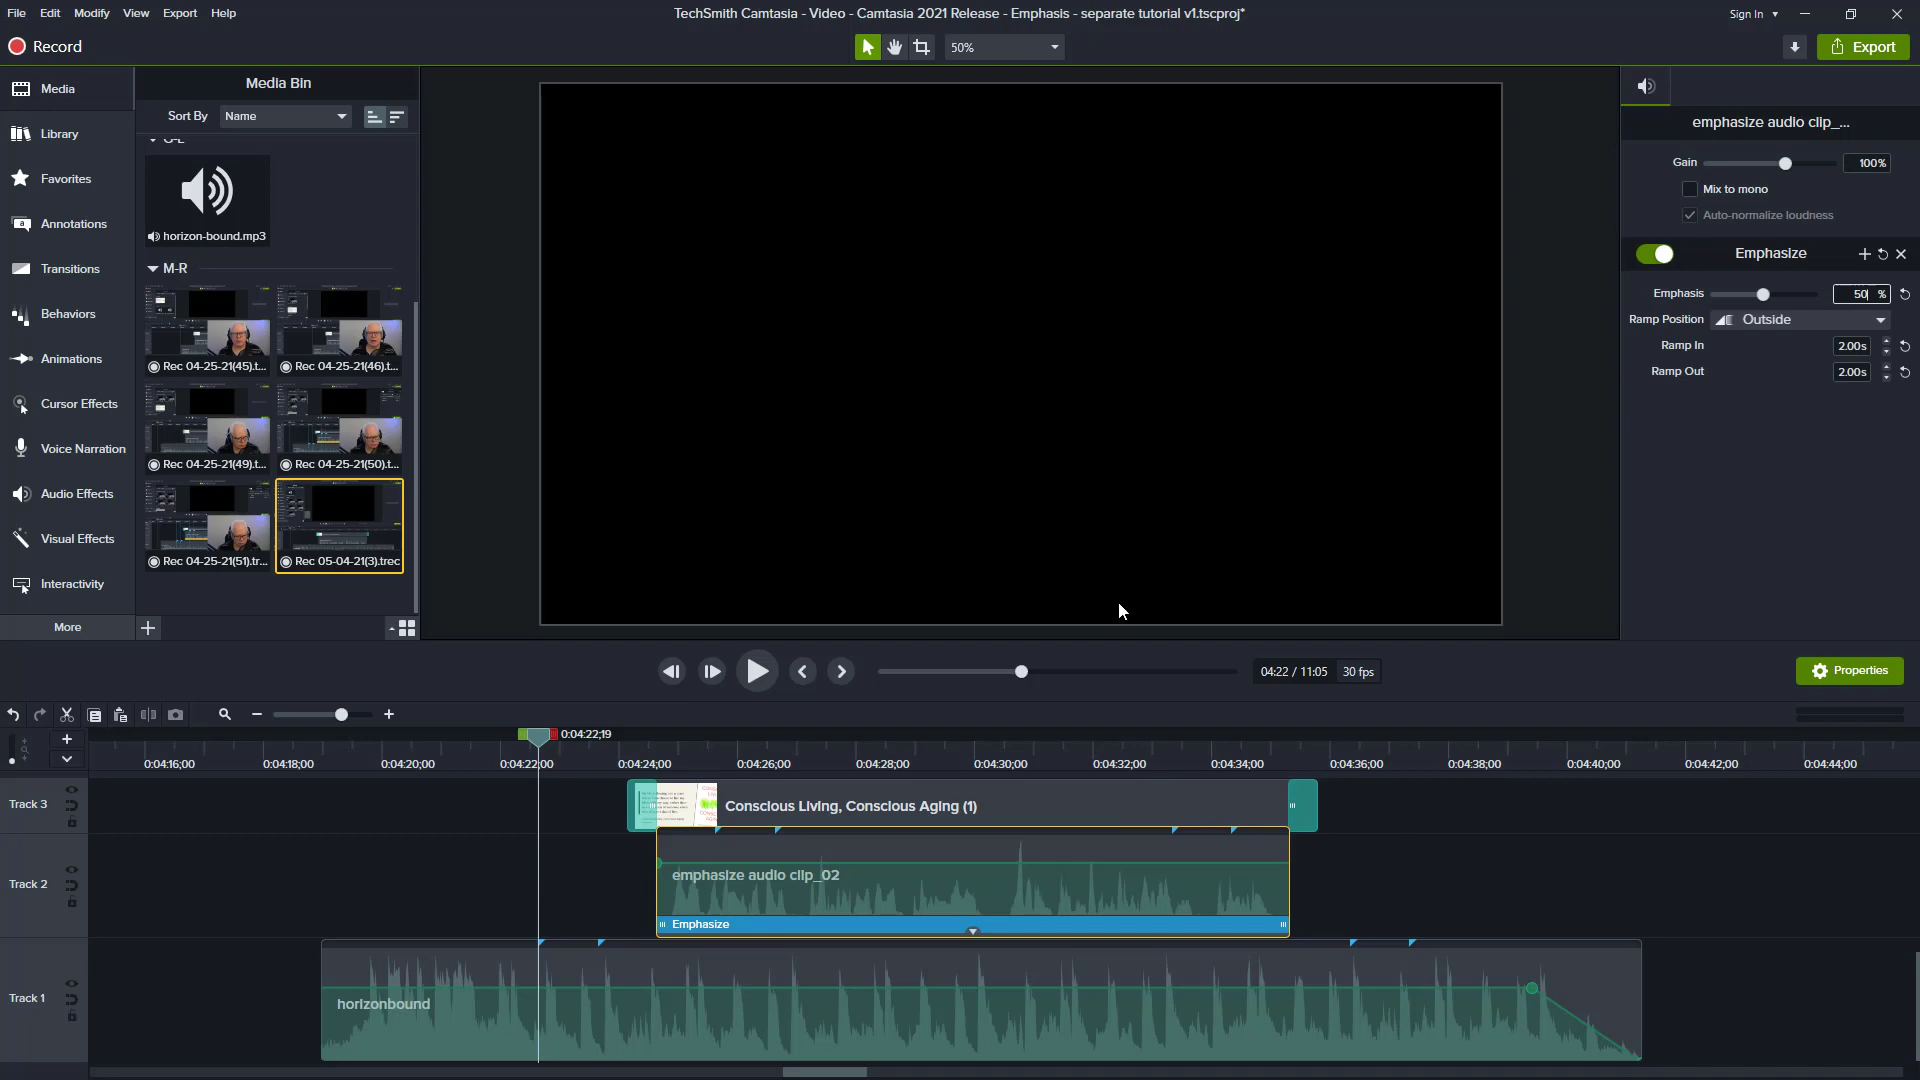 File Edit Modify View Export Help
TechSmith Camtasia - Video - Camtasia 2021 Release - Emphasis - separate tutorial v1.tscproj*
Sign In
Record
50%
Export
Media
Library
Favorites
Annotations
Transitions
Behaviors
Animations
Cursor Effects
Voice Narration
Audio Effects
Visual Effects
Interactivity
More
Media Bin
Sort By Name
horizon-bound.mp3
M-R
Rec 04-25-21(45).t... Rec 04-25-21(46).t...
Rec 04-25-21(49).t... Rec 04-25-21(50).t...
Rec 04-25-21(51).tr... Rec 05-04-21(3).trec
emphasize audio clip_...
Gain 100%
Mix to mono
Auto-normalize loudness
Emphasize
Emphasis 50 %
Ramp Position Outside
Ramp In 2.00s
Ramp Out 2.00s
04:22 / 11:05 30 fps
Properties
0:04:22;19
0:04:16;00 0:04:18;00 0:04:20;00 0:04:22;00 0:04:24;00 0:04:26;00 0:04:28;00 0:04:30;00 0:04:32;00 0:04:34;00 0:04:36;00 0:04:38;00 0:04:40;00 0:04:42;00 0:04:44;00
Track 3
Conscious Living, Conscious Aging (1)
Track 2
emphasize audio clip_02
Emphasize
Track 1
horizonbound